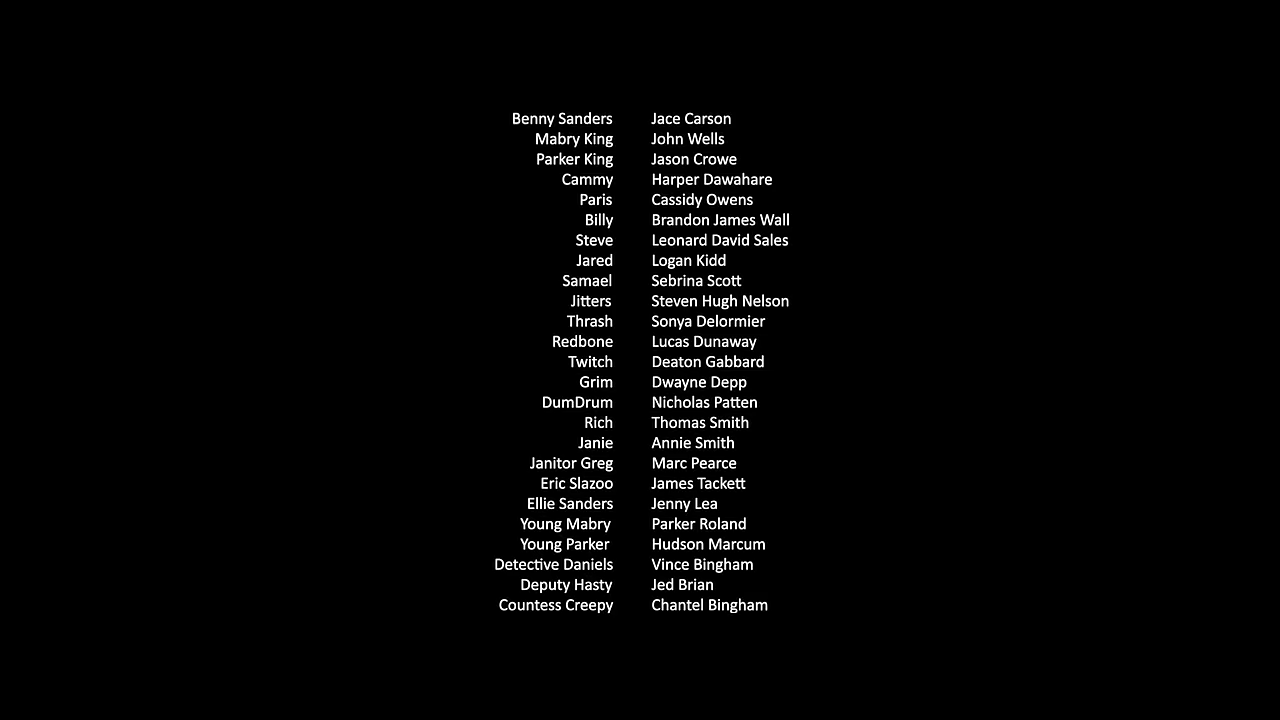 Benny Sanders Jace Carson
Mabry King John Wells
Parker King Jason Crowe
Cammy Harper Dawahare
Paris Cassidy Owens
Billy Brandon James Wall
Steve Leonard David Sales
Jared Logan Kidd
Samael Sebrina Scott
Jitters Steven Hugh Nelson
Thrash Sonya Delormier
Redbone Lucas Dunaway
Twitch Deaton Gabbard
Grim Dwayne Depp
DumDrum Nicholas Patten
Rich Thomas Smith
Janie Annie Smith
Janitor Greg Marc Pearce
Eric Slazoo James Tackett
Ellie Sanders Jenny Lea
Young Mabry Parker Roland
Young Parker Hudson Marcum
Detective Daniels Vince Bingham
Deputy Hasty Jed Brian
Countess Creepy Chantel Bingham